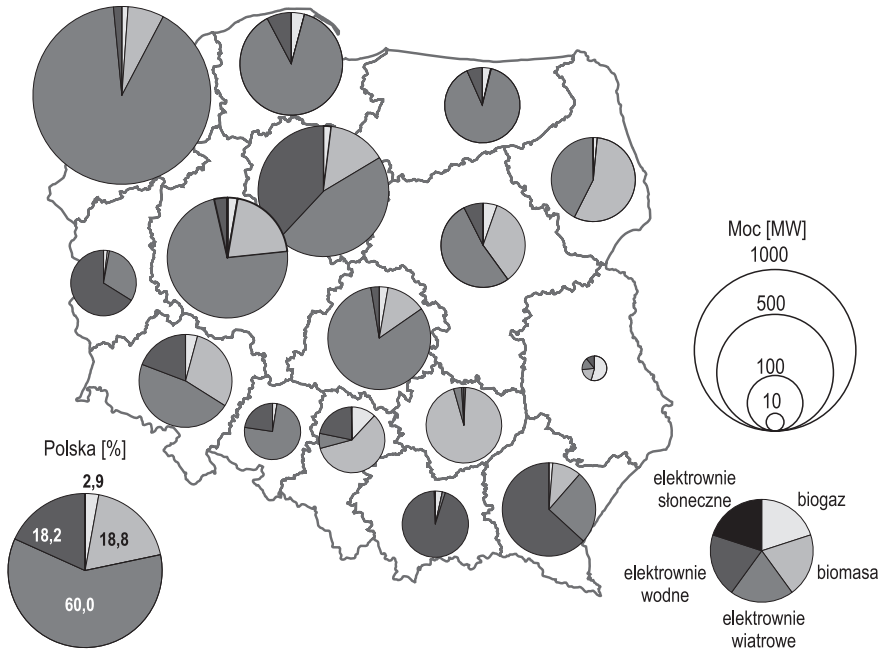 Moc [MW]
1000
500
100
10
Polska [%]
2,9
18,2
18,8
60,0
elektrownie
słoneczne
biogaz
elektrownie
wodne
biomasa
elektrownie
wiatrowe